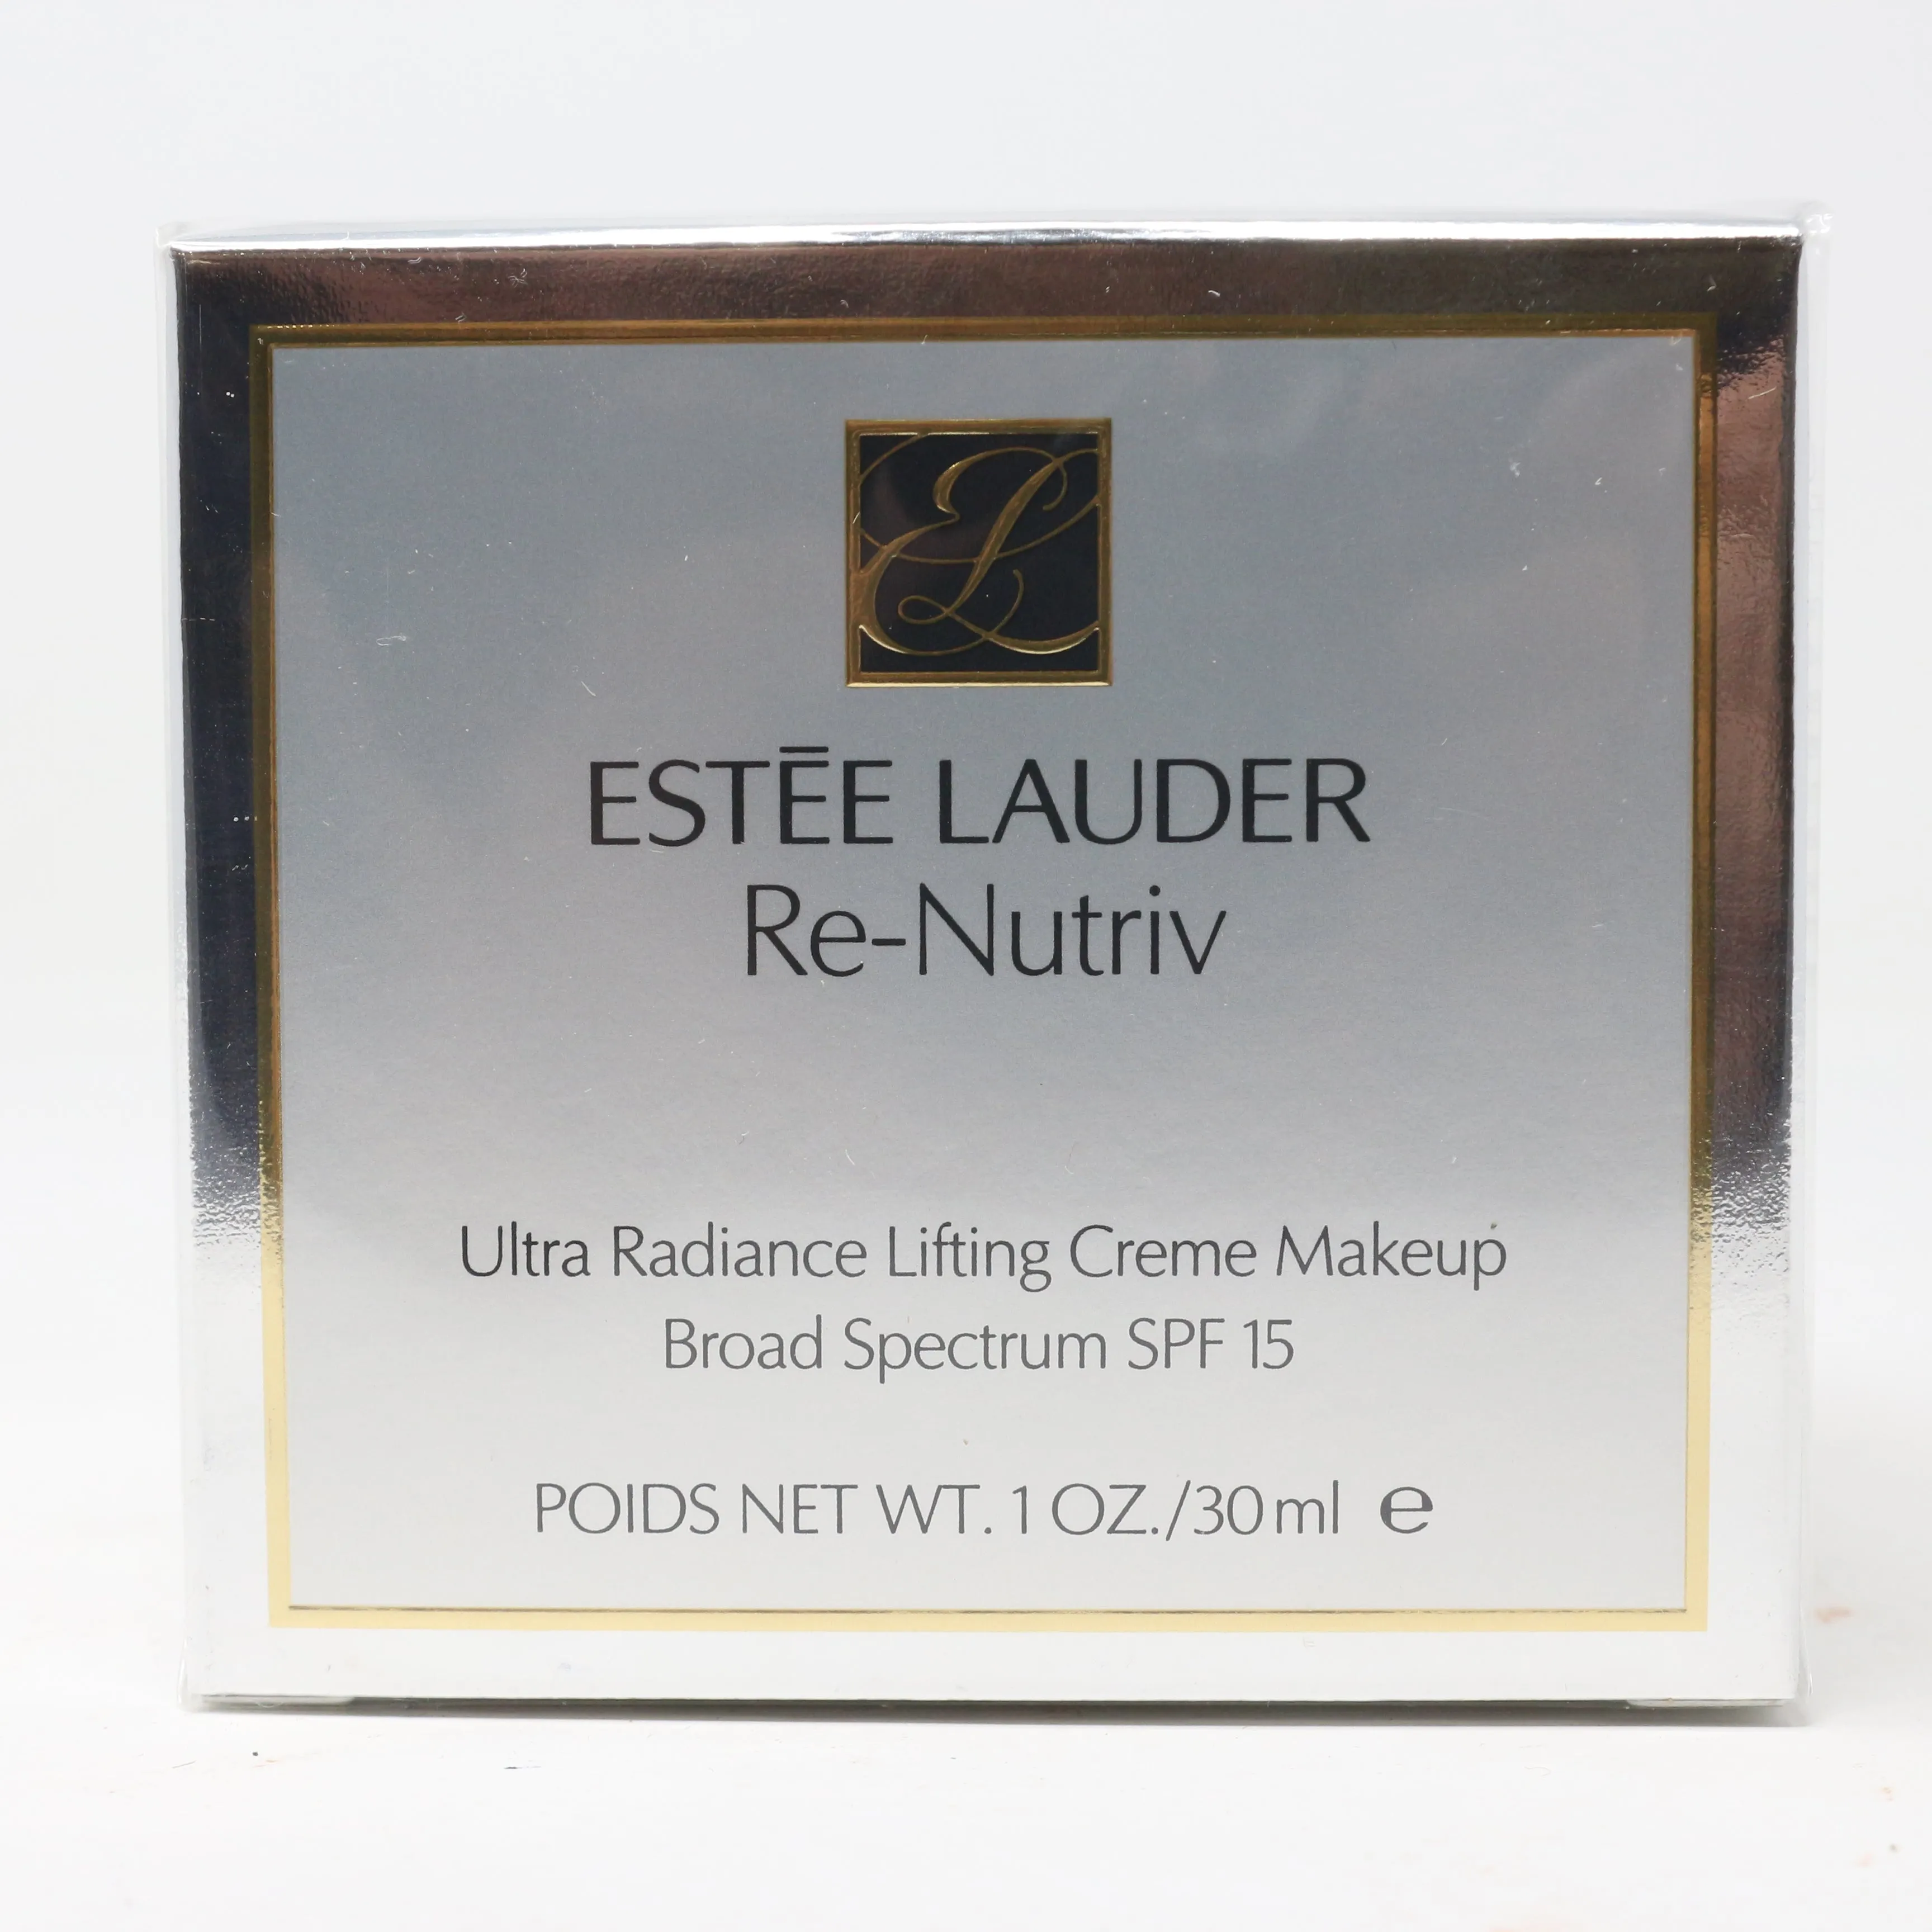 EL
ESTĒE LAUDER
Re-Nutriv
Ultra Radiance Lifting Creme Makeup
Broad Spectrum SPF 15
POIDS NET WT. 1 OZ./30ml ℮